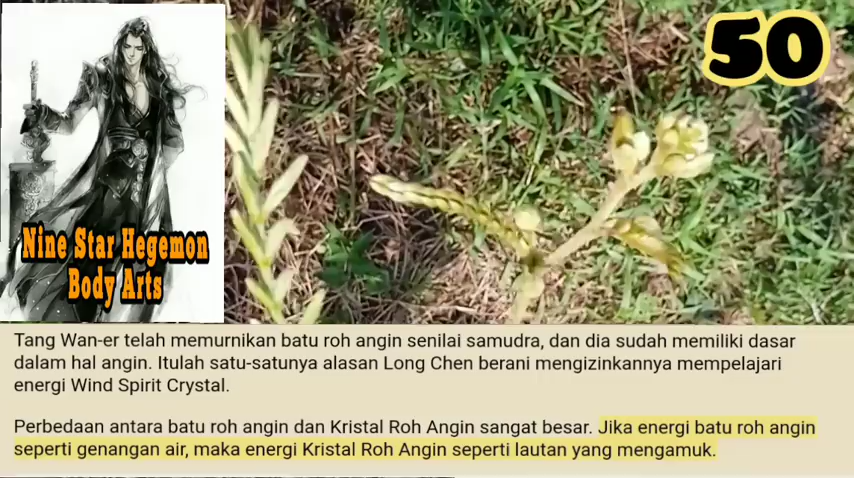 50
Nine Star Hegemon
Body Arts
Tang Wan-er telah memurnikan batu roh angin senilai samudra, dan dia sudah memiliki dasar
dalam hal angin. Itulah satu-satunya alasan Long Chen berani mengizinkannya mempelajari
energi Wind Spirit Crystal.
Perbedaan antara batu roh angin dan Kristal Roh Angin sangat besar. Jika energi batu roh angin
seperti genangan air, maka energi Kristal Roh Angin seperti lautan yang mengamuk.